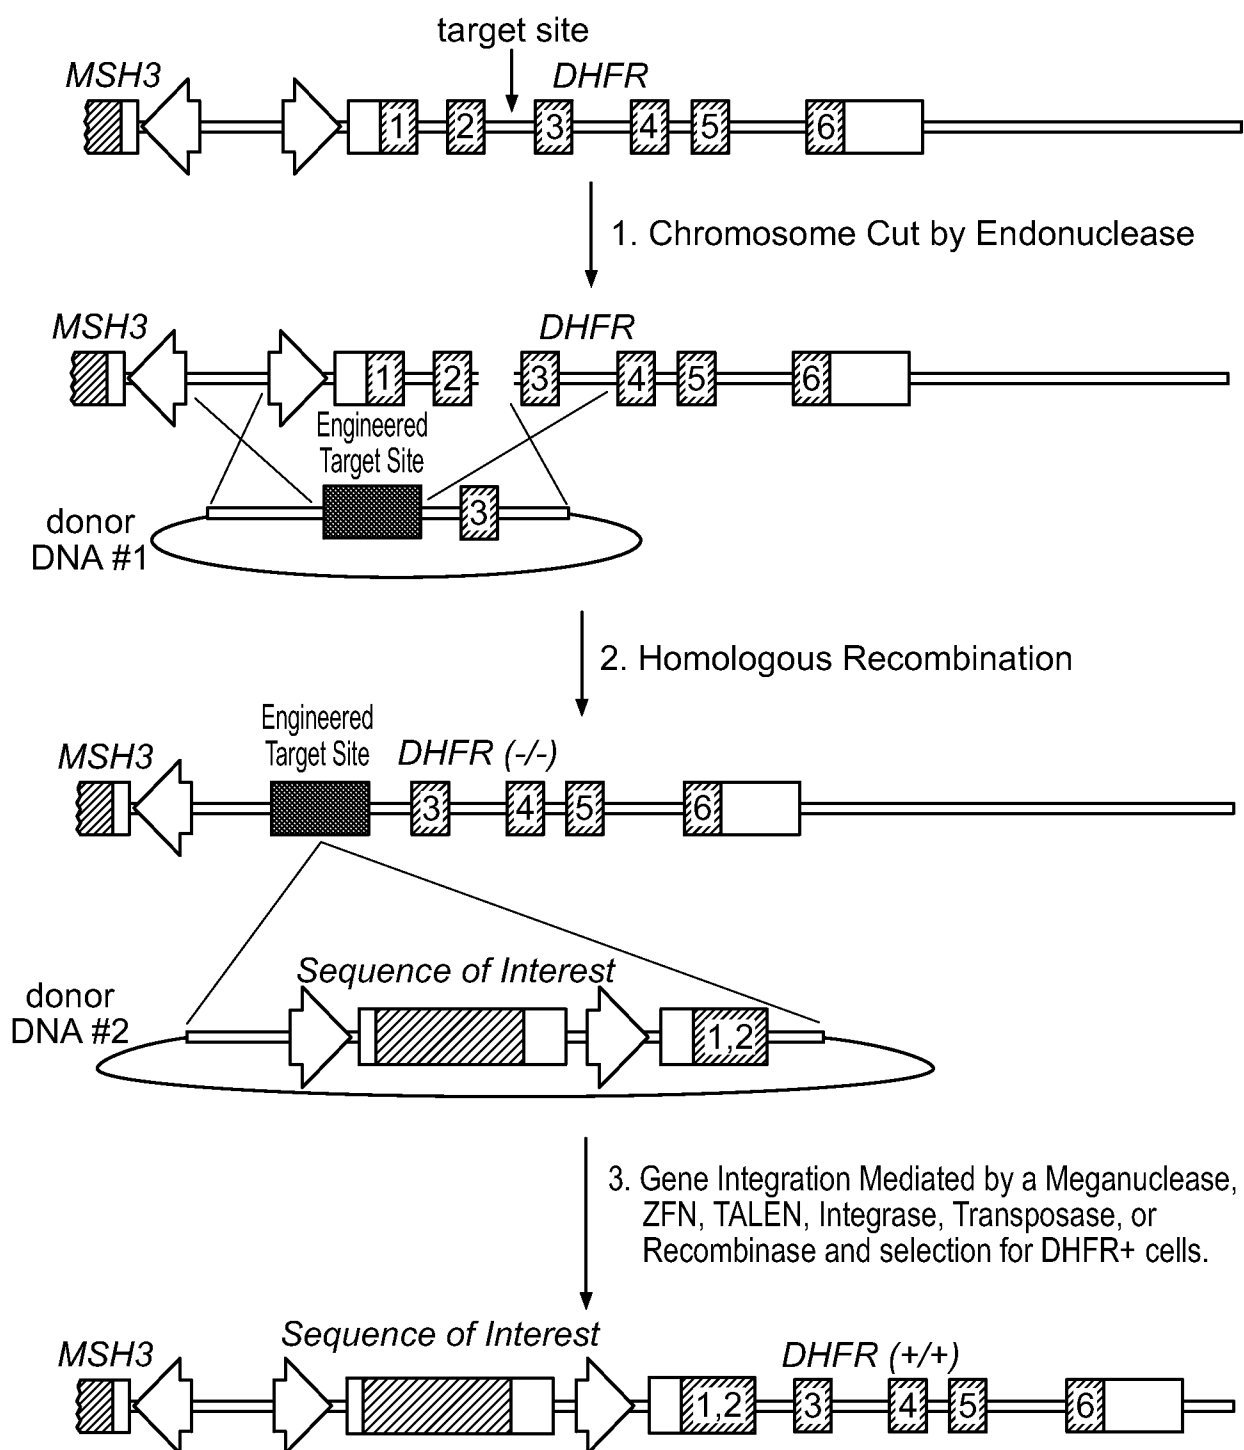 target site
MSH3
DHFR
1 2 3 4 5 6
1. Chromosome Cut by Endonuclease
MSH3
DHFR
1 2 3 4 5 6
Engineered
Target Site
3
donor
DNA #1
2. Homologous Recombination
Engineered
Target Site
MSH3
DHFR (-/-)
3 4 5 6
Sequence of Interest
donor
DNA #2
1,2
3. Gene Integration Mediated by a Meganuclease,
ZFN, TALEN, Integrase, Transposase, or
Recombinase and selection for DHFR+ cells.
Sequence of Interest
MSH3
DHFR (+/+)
1,2 3 4 5 6